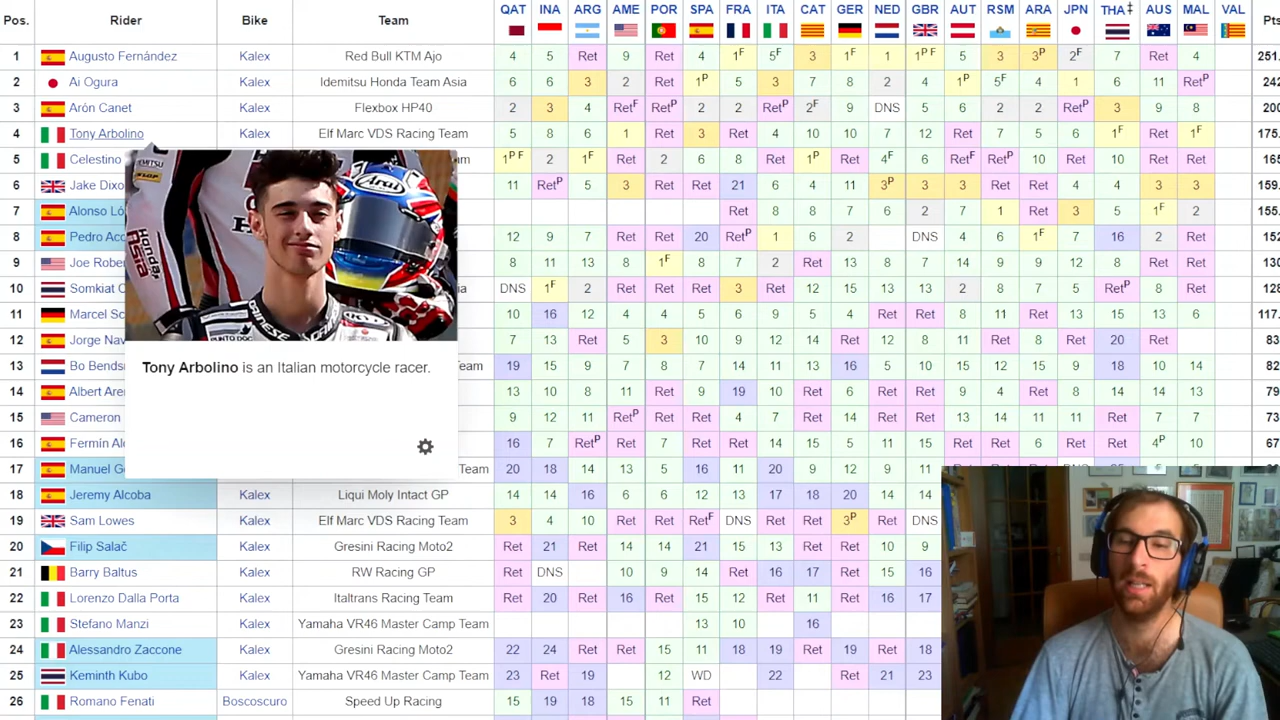 Pos. Rider Bike Team QAT INA ARG AME POR SPA FRA ITA CAT GER NED GBR AUT RSM ARA JPN THA‡ AUS MAL VAL Pts
1 Augusto Fernández Kalex Red Bull KTM Ajo 4 5 Ret 9 Ret 4 1F 5 3 1F 1 1P F 5 3 3P 2F 7 Ret 4 251.
2 Ai Ogura Kalex Idemitsu Honda Team Asia 6 6 3 2 Ret 1P 5 3 7 8 2 4 1P 5F 4 1 6 11 RetP 242
3 Arón Canet Kalex Flexbox HP40 2 3 4 RetF RetP 2 2 RetP 2F 9 DNS 5 6 2 2 RetP 3 9 8 200
4 Tony Arbolino Kalex Elf Marc VDS Racing Team 5 8 6 1 Ret 3 Ret 4 10 10 7 12 Ret 7 5 6 1F Ret 1F 175
5 Celestino 1P F 2 1F Ret 2 6 8 Ret 1P Ret 4F 6 RetF RetP 10 Ret 10 Ret Ret 165
6 Jake Dixo 11 RetP 5 3 Ret Ret 21 6 4 11 3P 3 3 Ret Ret 4 4 3 3 159.
7 Alonso Ló Ret 8 8 7 6 2 7 1 Ret 3 5 1F 2 155.
8 Pedro Aco 12 9 7 Ret Ret 20 RetP 1 6 2 DNS 4 6 1F 7 16 2 Ret 152
9 Joe Rober 8 11 13 8 1F 8 7 2 Ret 13 8 7 14 9 9 12 8 Ret Ret
10 Somkiat C DNS 1F 2 Ret Ret Ret 3 12 15 13 13 2 8 7 8 RetP Ret 5 128
11 Marcel Sc 10 16 12 4 4 5 6 9 5 4 Ret Ret 8 11 Ret 13 15 13 6 117.
12 Jorge Nav 7 13 Ret 5 3 10 9 12 Ret 12 8 11 Ret 8 Ret 20 Ret 83
13 Bo Bends Team 19 15 9 7 8 7 14 11 13 16 5 10 15 12 15 9 18 10 14 82
14 Albert Are 13 10 8 11 Ret 9 19 10 Ret 6 Ret 8 9 4 8 14 14 13 79
15 Cameron 9 12 11 RetP Ret Ret 4 7 Ret 14 Ret Ret 13 14 11 11 Ret 7 7
16 Fermín Al 16 7 RetP Ret 7 Ret Ret 14 15 5 11 15 Ret Ret 6 Ret Ret 4P 10 67
17 Manuel G Team 20 18 14 13 5 16 11 20 9 12
18 Jeremy Alcoba Kalex Liqui Moly Intact GP 14 14 16 6 6 12 13 17 18 20 14 14
19 Sam Lowes Kalex Elf Marc VDS Racing Team 3 4 10 Ret Ret RetF DNS Ret Ret 3P Ret DNS
20 Filip Salač Kalex Gresini Racing Moto2 Ret 21 Ret 14 14 21 15 13 Ret Ret 10 9
21 Barry Baltus Kalex RW Racing GP Ret DNS 10 9 14 Ret 16 17 Ret 15 16
22 Lorenzo Dalla Porta Kalex Italtrans Racing Team Ret 20 Ret 16 Ret 15 12 Ret 11 Ret 16 17
23 Stefano Manzi Kalex Yamaha VR46 Master Camp Team 13 10 16
24 Alessandro Zaccone Kalex Gresini Racing Moto2 22 24 Ret Ret 15 11 18 19 Ret 19 Ret 18
25 Keminth Kubo Kalex Yamaha VR46 Master Camp Team 23 Ret 19 12 WD 22 Ret 21 23
26 Romano Fenati Boscoscuro Speed Up Racing 15 19 18 15 11 Ret
Tony Arbolino is an Italian motorcycle racer.
Arai
Honda
Asia
DAINESE